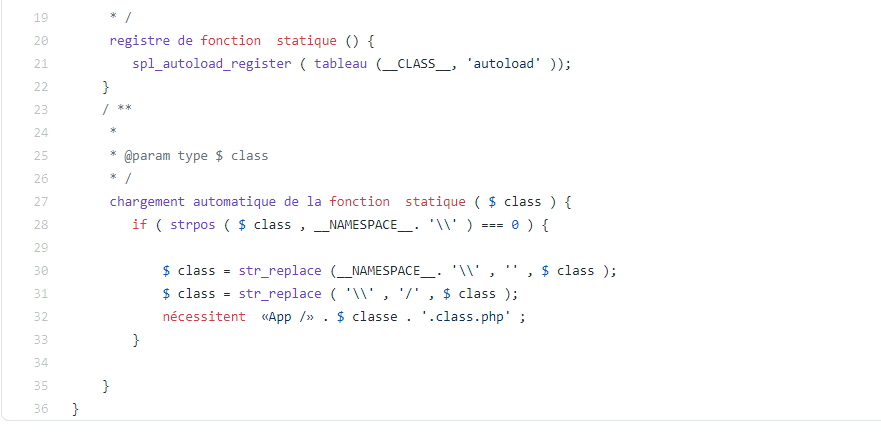 19 * /
20 registre de fonction statique () {
21 spl_autoload_register ( tableau (__CLASS__, 'autoload' ));
22 }
23 / **
24 *
25 * @param type $ class
26 * /
27 chargement automatique de la fonction statique ( $ class ) {
28 if ( strpos ( $ class , __NAMESPACE__. '\\' ) === 0 ) {
29
30 $ class = str_replace (__NAMESPACE__. '\\' , '' , $ class );
31 $ class = str_replace ( '\\' , '/' , $ class );
32 nécessitent «App /» . $ classe . '.class.php' ;
33 }
34
35 }
36 }